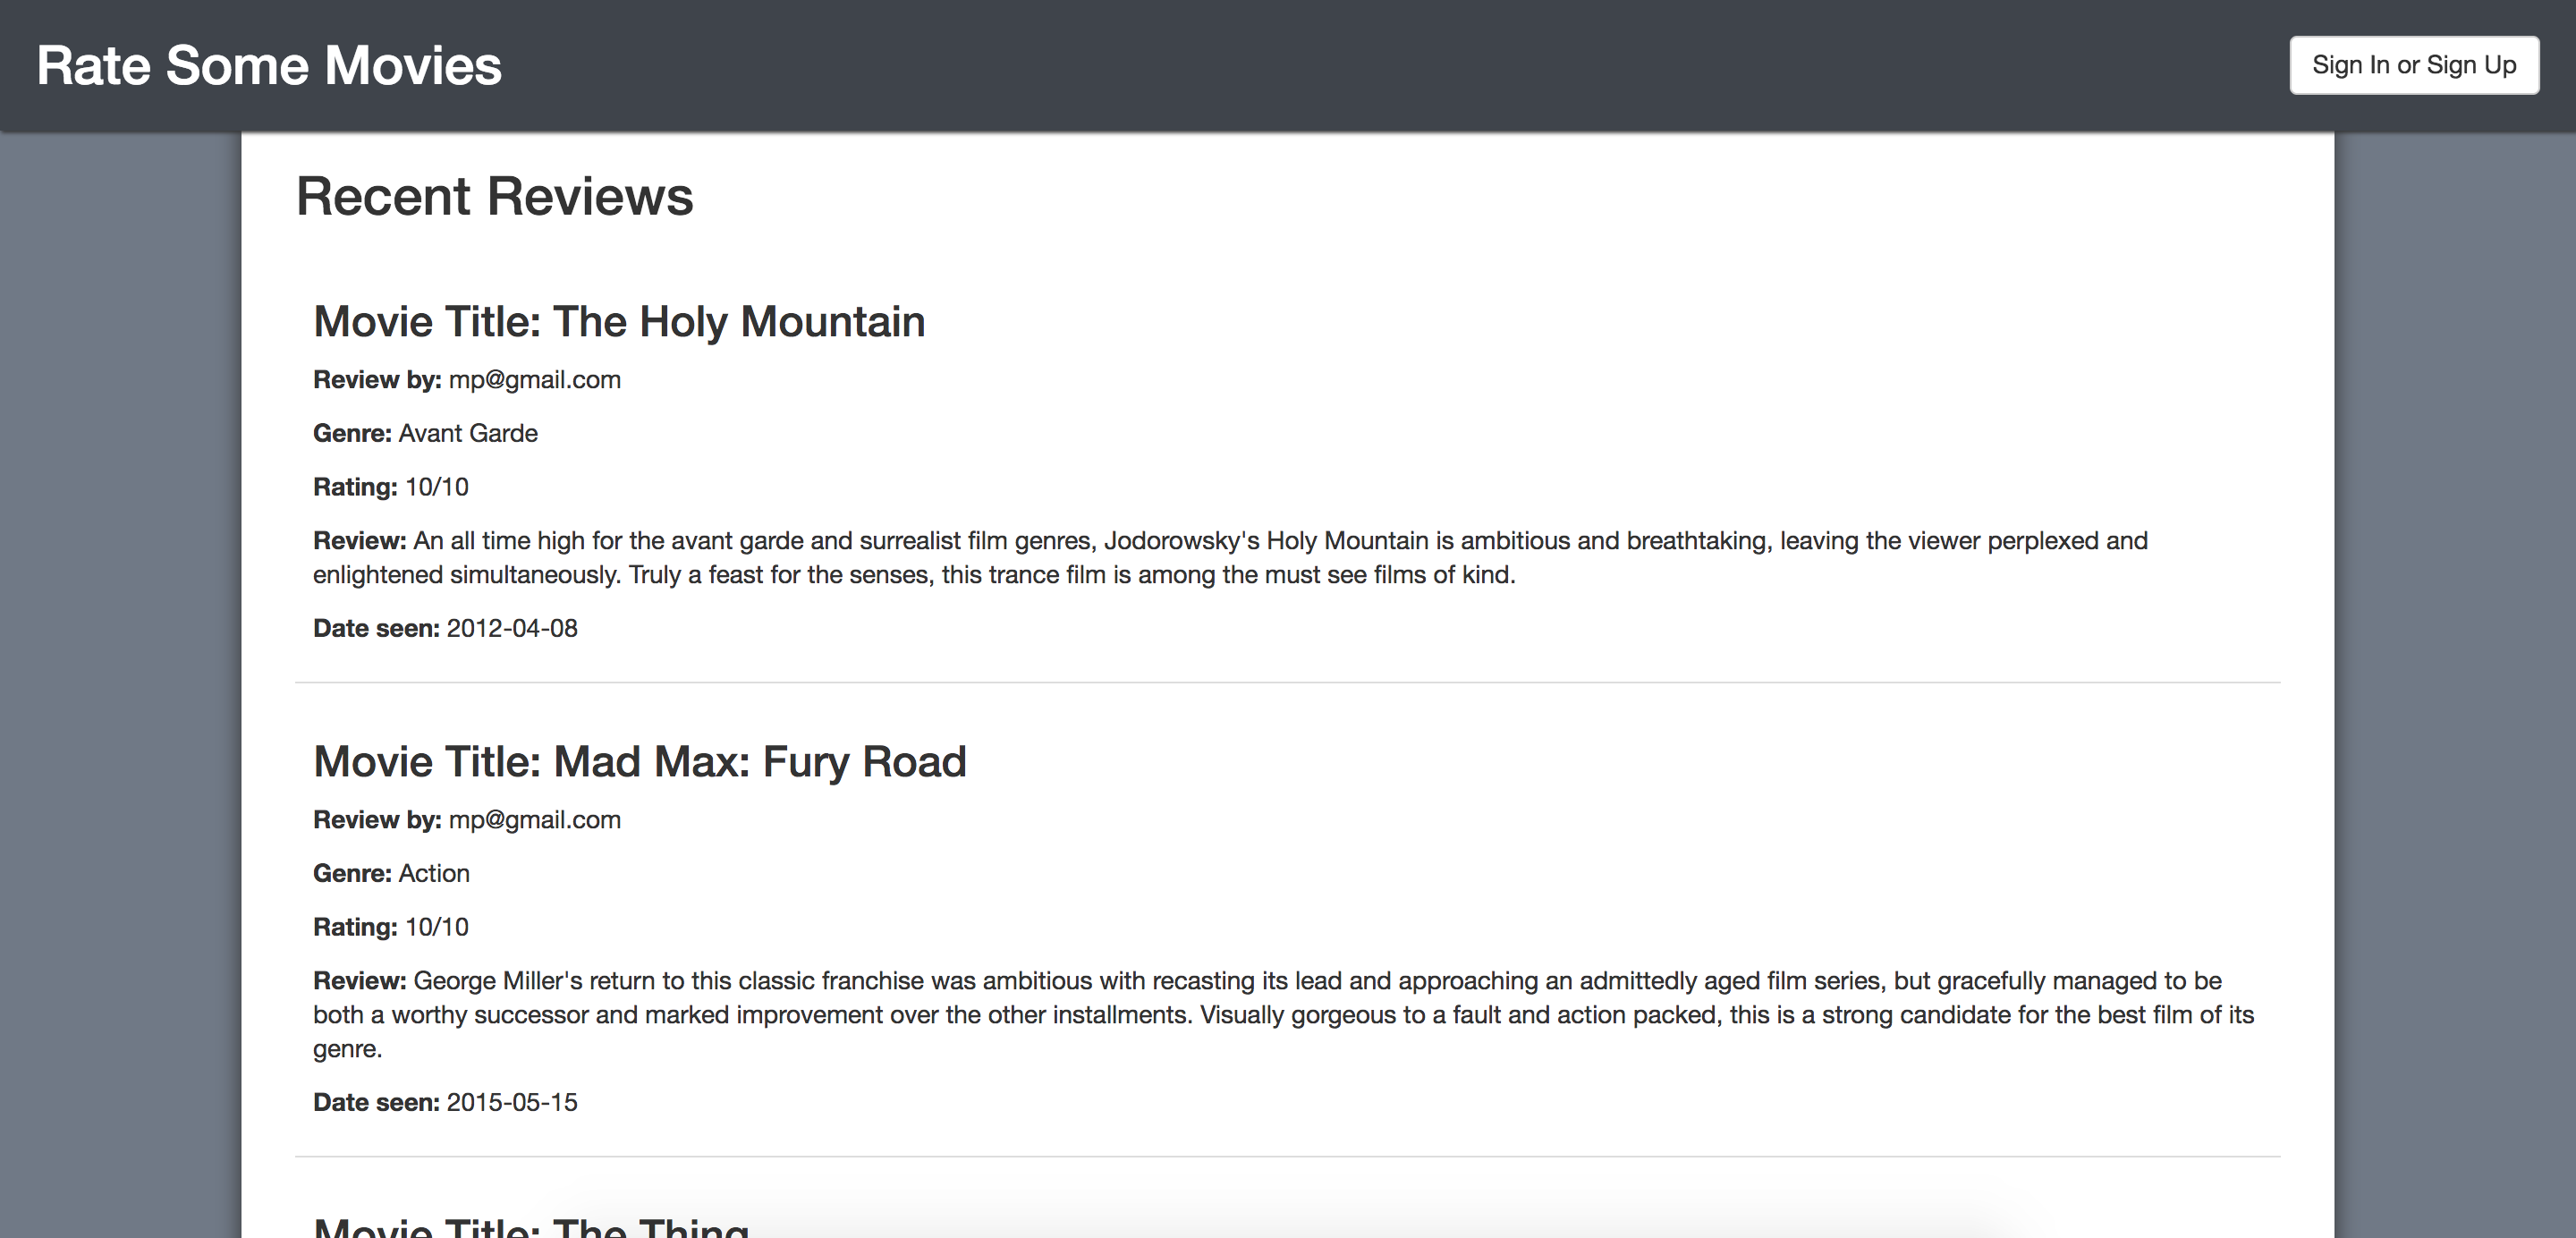 Rate Some Movies
Sign In or Sign Up
Recent Reviews
Movie Title: The Holy Mountain
Review by: mp@gmail.com
Genre: Avant Garde
Rating: 10/10
Review: An all time high for the avant garde and surrealist film genres, Jodorowsky's Holy Mountain is ambitious and breathtaking, leaving the viewer perplexed and
enlightened simultaneously. Truly a feast for the senses, this trance film is among the must see films of kind.
Date seen: 2012-04-08
Movie Title: Mad Max: Fury Road
Review by: mp@gmail.com
Genre: Action
Rating: 10/10
Review: George Miller's return to this classic franchise was ambitious with recasting its lead and approaching an admittedly aged film series, but gracefully managed to be
both a worthy successor and marked improvement over the other installments. Visually gorgeous to a fault and action packed, this is a strong candidate for the best film of its
genre.
Date seen: 2015-05-15
Movie Title: The Thing